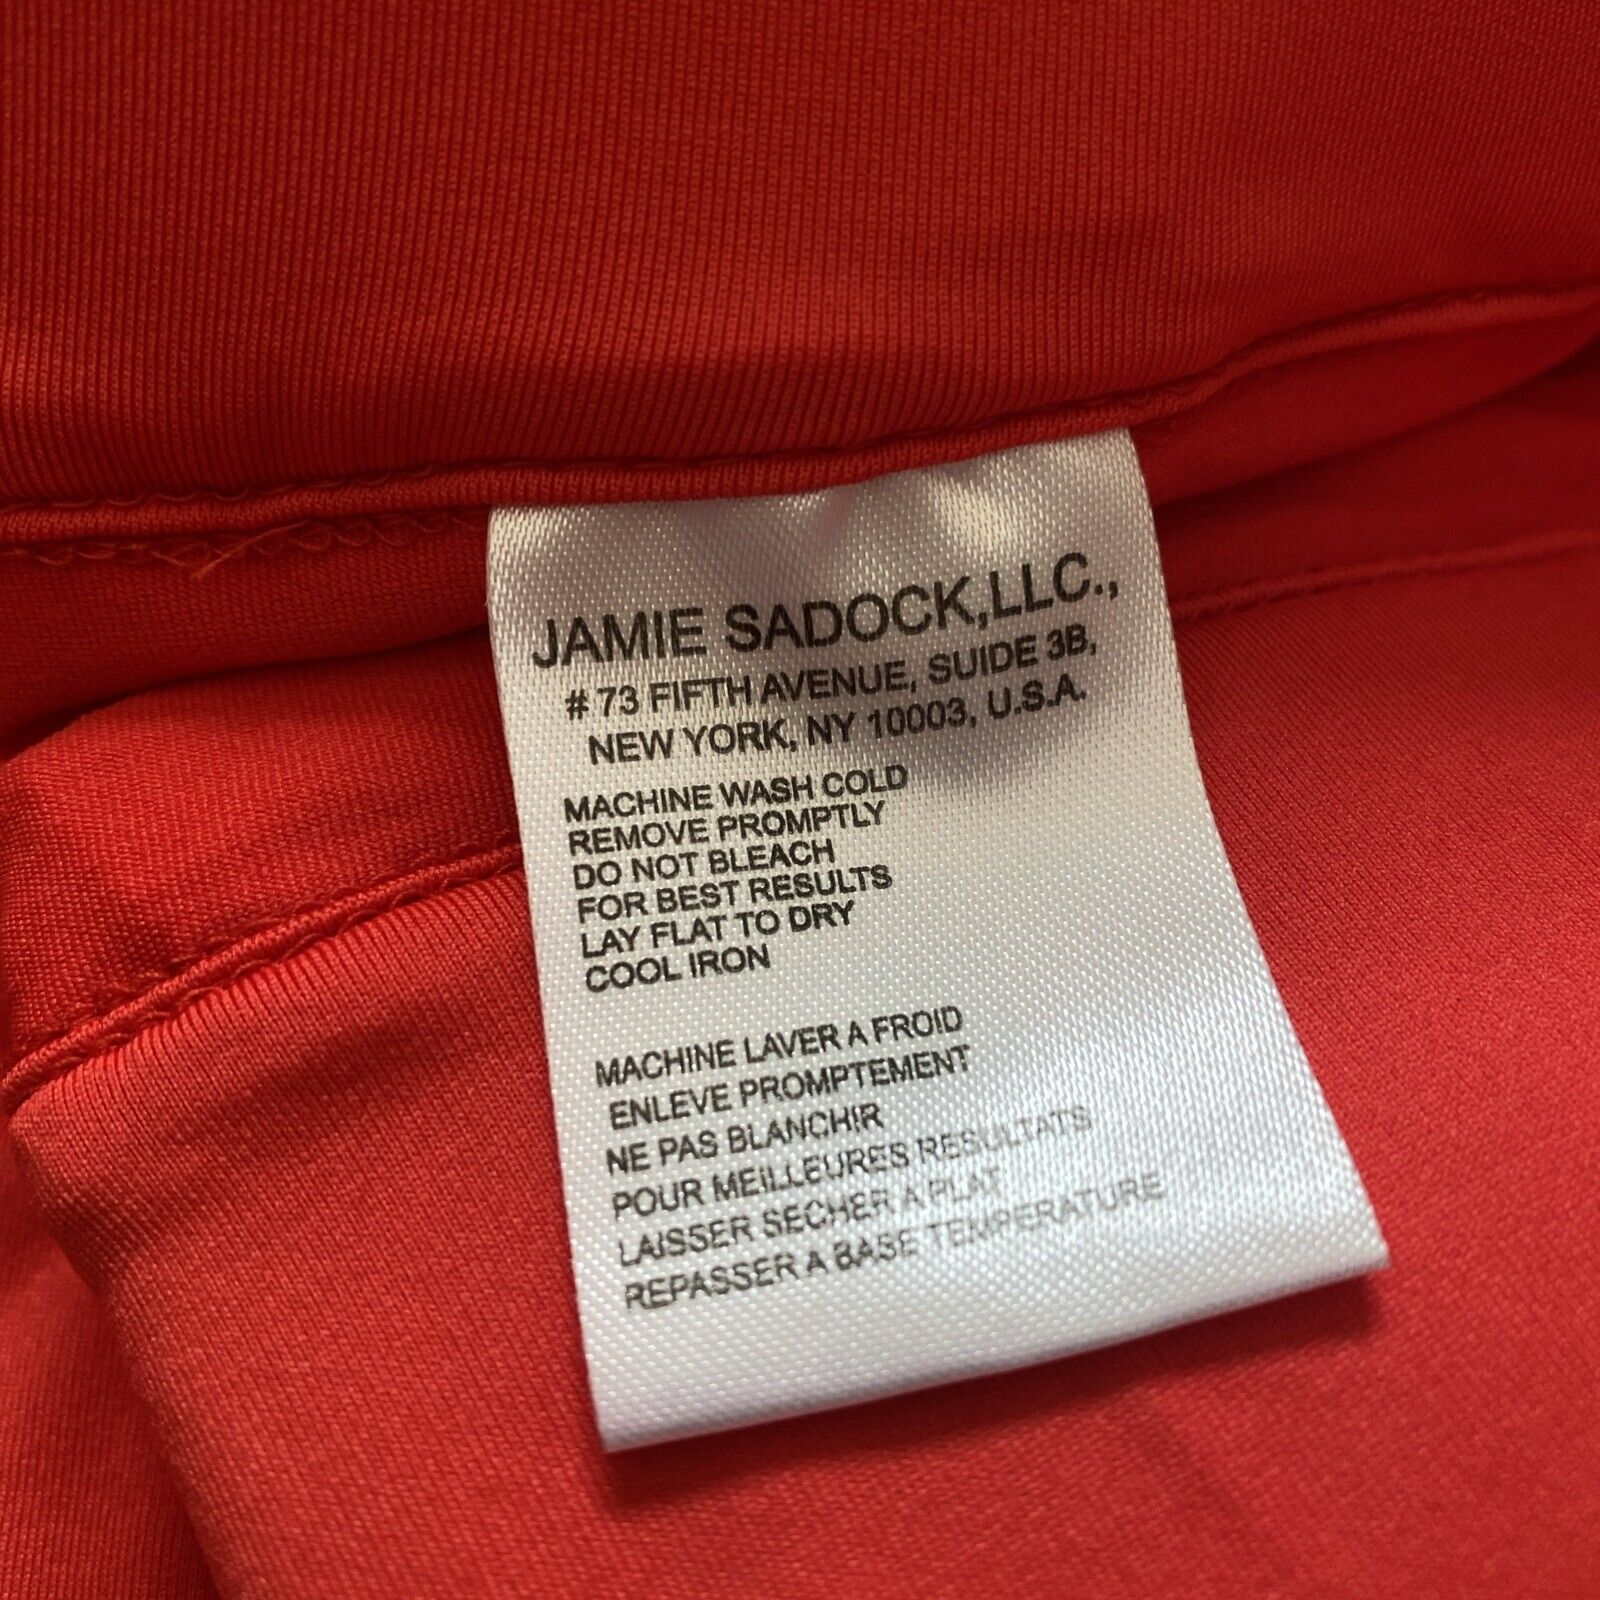 JAMIE SADOCK,LLC.,
# 73 FIFTH AVENUE, SUIDE 3B,
NEW YORK, NY 10003, U.S.A.
MACHINE WASH COLD
REMOVE PROMPTLY
DO NOT BLEACH
FOR BEST RESULTS
LAY FLAT TO DRY
COOL IRON
MACHINE LAVER A FROID
ENLEVE PROMPTEMENT
NE PAS BLANCHIR
POUR MEILLEURES RESULTATS
LAISSER SECHER A PLAT
REPASSER A BASE TEMPERATURE